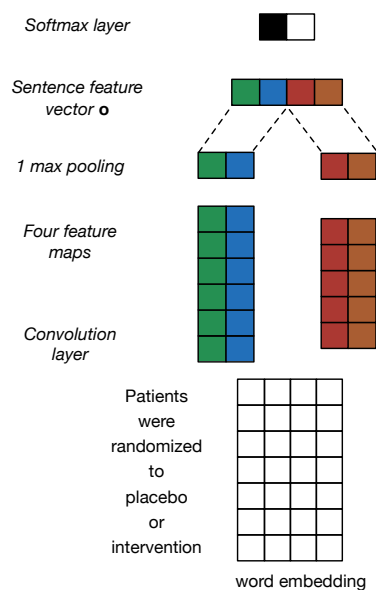 Softmax layer
Sentence feature
vector o
1 max pooling
Four feature
maps
Convolution
layer
Patients
were
randomized
to
placebo
or
intervention
word embedding